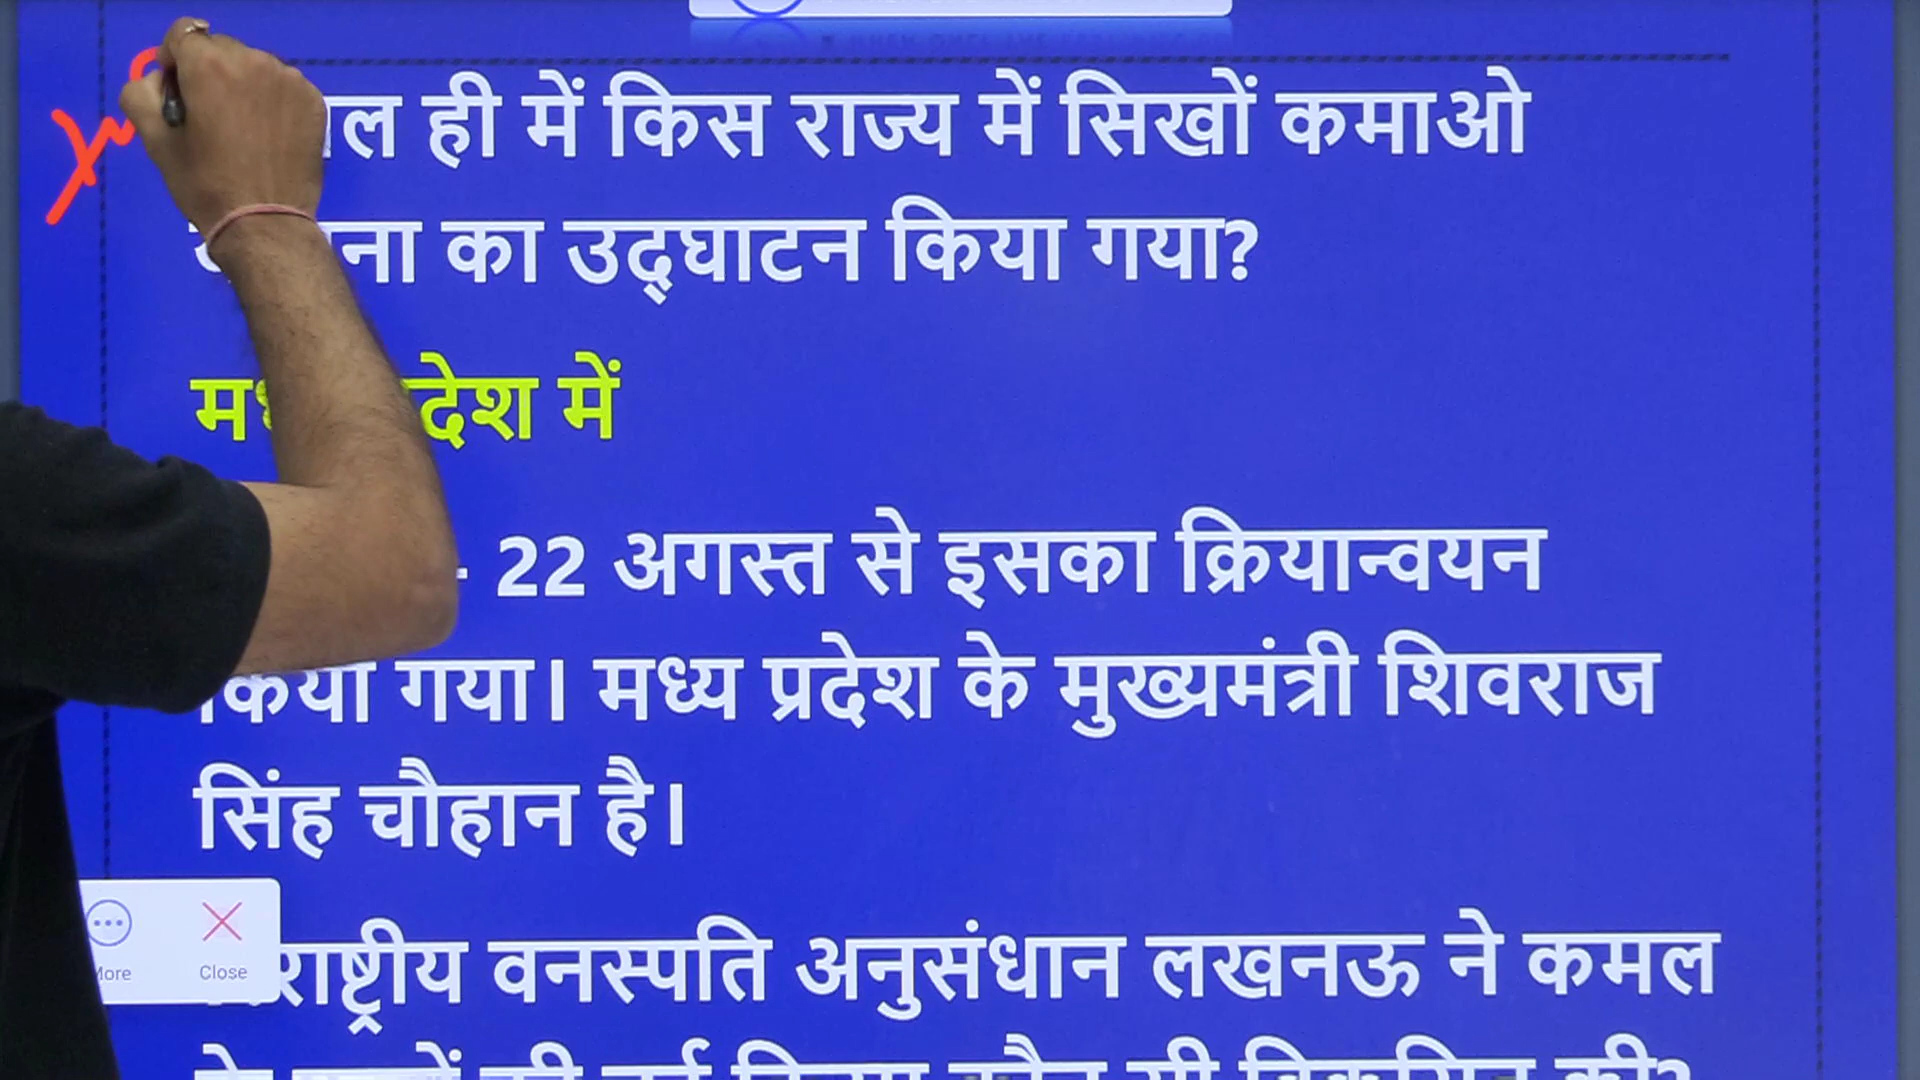 ल ही में किस राज्य में सिखों कमाओ
ना का उद्घाटन किया गया?
देश में
- 22 अगस्त से इसका क्रियान्वयन
किया गया। मध्य प्रदेश के मुख्यमंत्री शिवराज
सिंह चौहान है।
More
Close
राष्ट्रीय वनस्पति अनुसंधान लखनऊ ने कमल